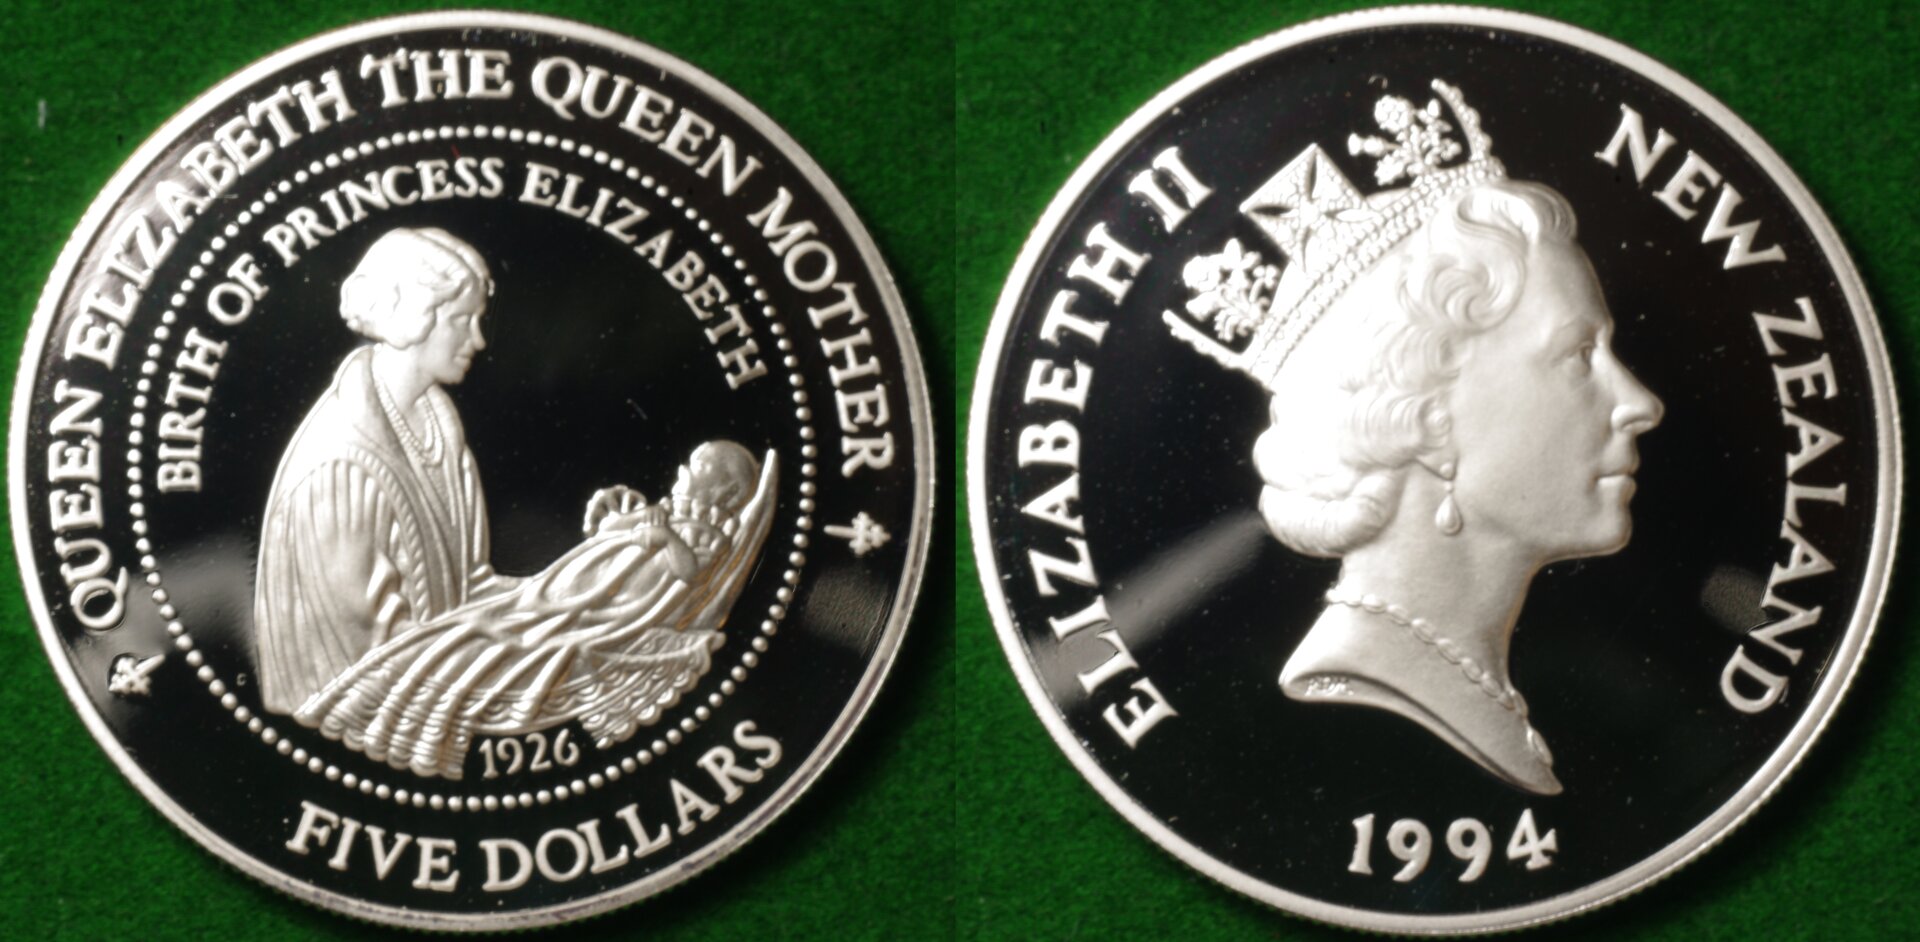 QUEEN ELIZABETH THE QUEEN MOTHER
BIRTH OF PRINCESS ELIZABETH
1926
FIVE DOLLARS
ELIZABETH II
NEW ZEALAND
1994